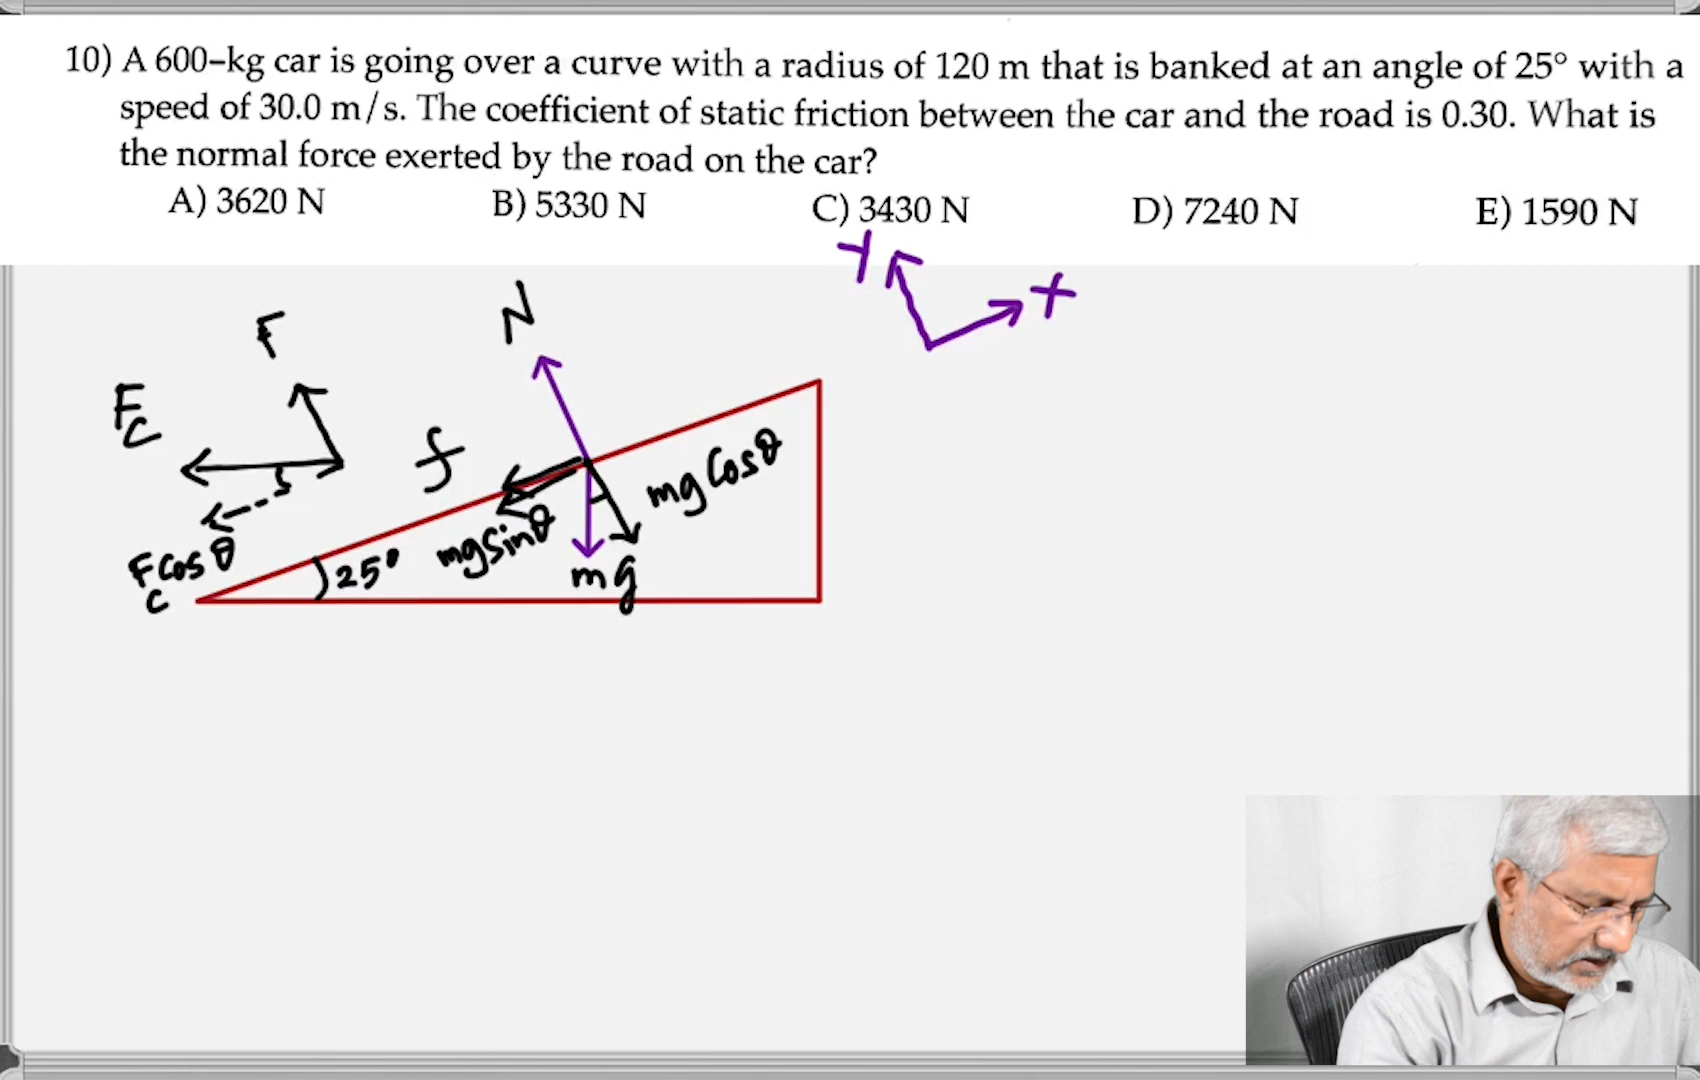 10) A 600–kg car is going over a curve with a radius of 120 m that is banked at an angle of 25° with a
speed of 30.0 m/s. The coefficient of static friction between the car and the road is 0.30. What is
the normal force exerted by the road on the car?
A) 3620 N B) 5330 N C) 3430 N D) 7240 N E) 1590 N
Y
X
N
F
Fc
f
mg cosθ
mg sinθ
Fc cosθ
25°
mg